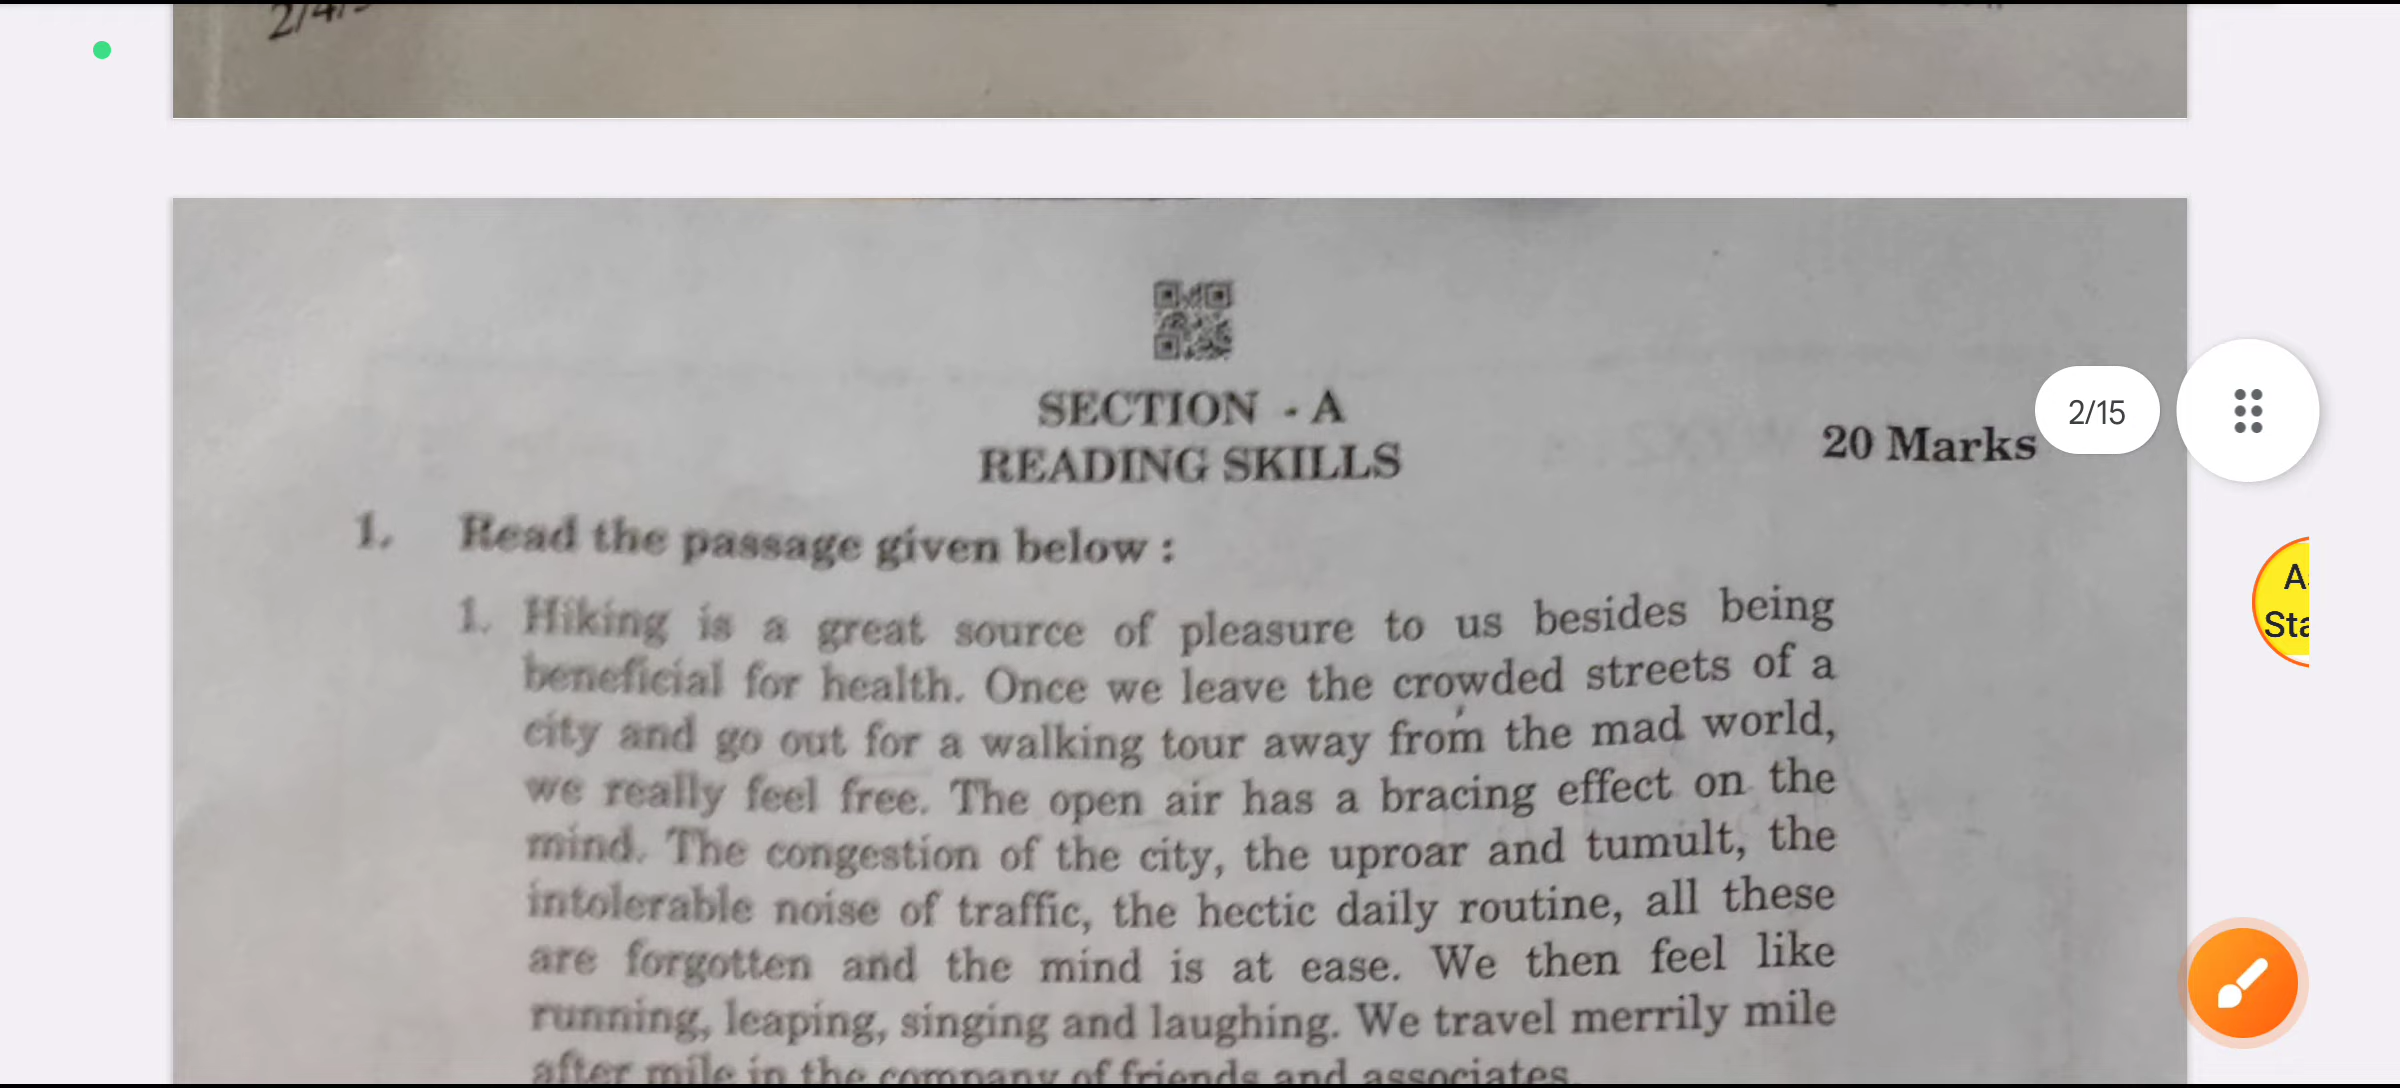 SECTION - A
READING SKILLS
20 Marks
2/15
1. Read the passage given below :
1. Hiking is a great source of pleasure to us besides being
beneficial for health. Once we leave the crowded streets of a
city and go out for a walking tour away from the mad world,
we really feel free. The open air has a bracing effect on the
mind. The congestion of the city, the uproar and tumult, the
intolerable noise of traffic, the hectic daily routine, all these
are forgotten and the mind is at ease. We then feel like
running, leaping, singing and laughing. We travel merrily mile
after mile in the company of friends and associates.